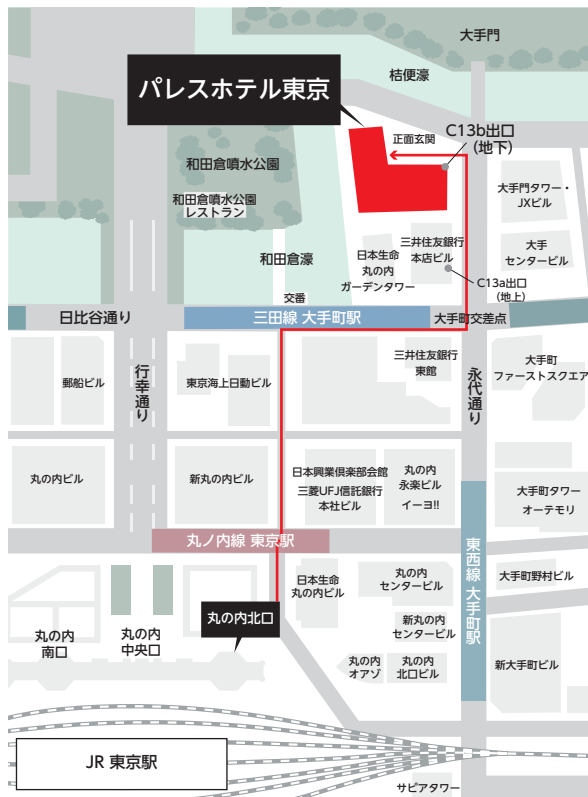 大手門
桔便濠
パレスホテル東京
正面玄関
C13b出口
(地下)
和田倉噴水公園
和田倉噴水公園
レストラン
大手門タワー・
JXビル
大手
センタービル
三井住友銀行
本店ビル
日本生命
丸の内
ガーデンタワー
C13a出口
(地上)
和田倉濠
交番
日比谷通り
三田線 大手町駅
大手町交差点
郵船ビル
行幸通り
東京海上日動ビル
三井住友銀行
東館
永代通り
大手町
ファーストスクエア
丸の内ビル
新丸の内ビル
日本興業倶楽部会館
三菱UFJ信託銀行
本社ビル
丸の内
永楽ビル
イーヨ!!
大手町タワー
オーテモリ
丸ノ内線 東京駅
東西線 大手町駅
日本生命
丸の内ビル
丸の内
センタービル
大手町野村ビル
丸の内北口
新丸の内
センタービル
丸の内
南口
丸の内
中央口
丸の内
オアゾ
丸の内
北口ビル
新大手町ビル
JR 東京駅
サピアタワー